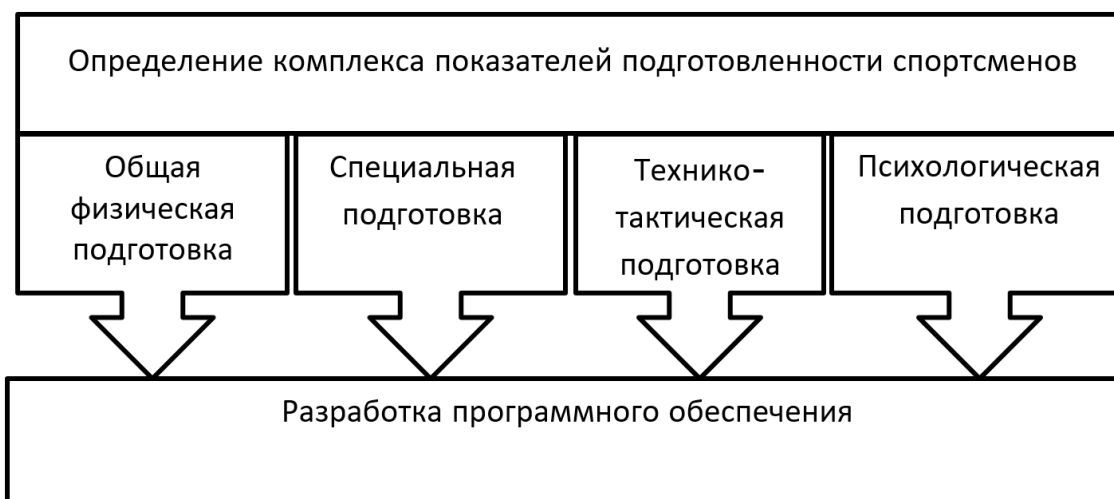 Определение комплекса показателей подготовленности спортсменов
Общая
физическая
подготовка
Специальная
подготовка
Технико-
тактическая
подготовка
Психологическая
подготовка
Разработка программного обеспечения